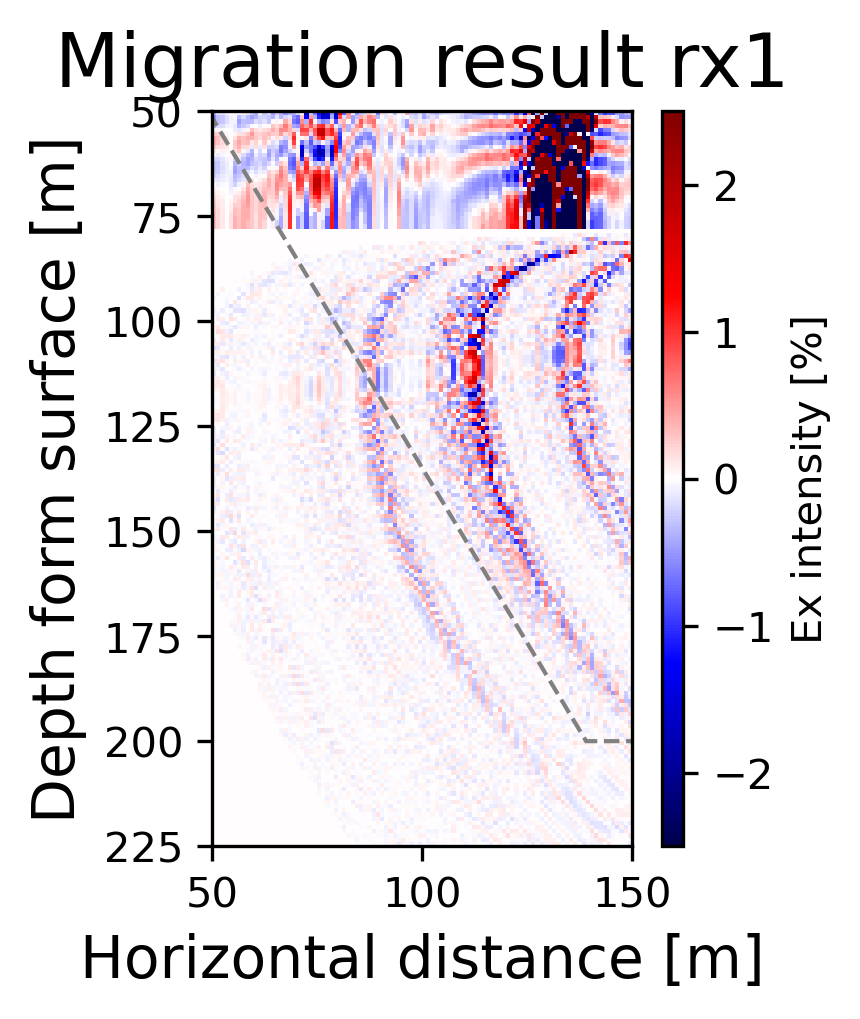 Migration result rx1
Depth form surface [m]
50
75
100
125
150
175
200
225
50 100 150
Horizontal distance [m]
2
1
0
−1
−2
Ex intensity [%]